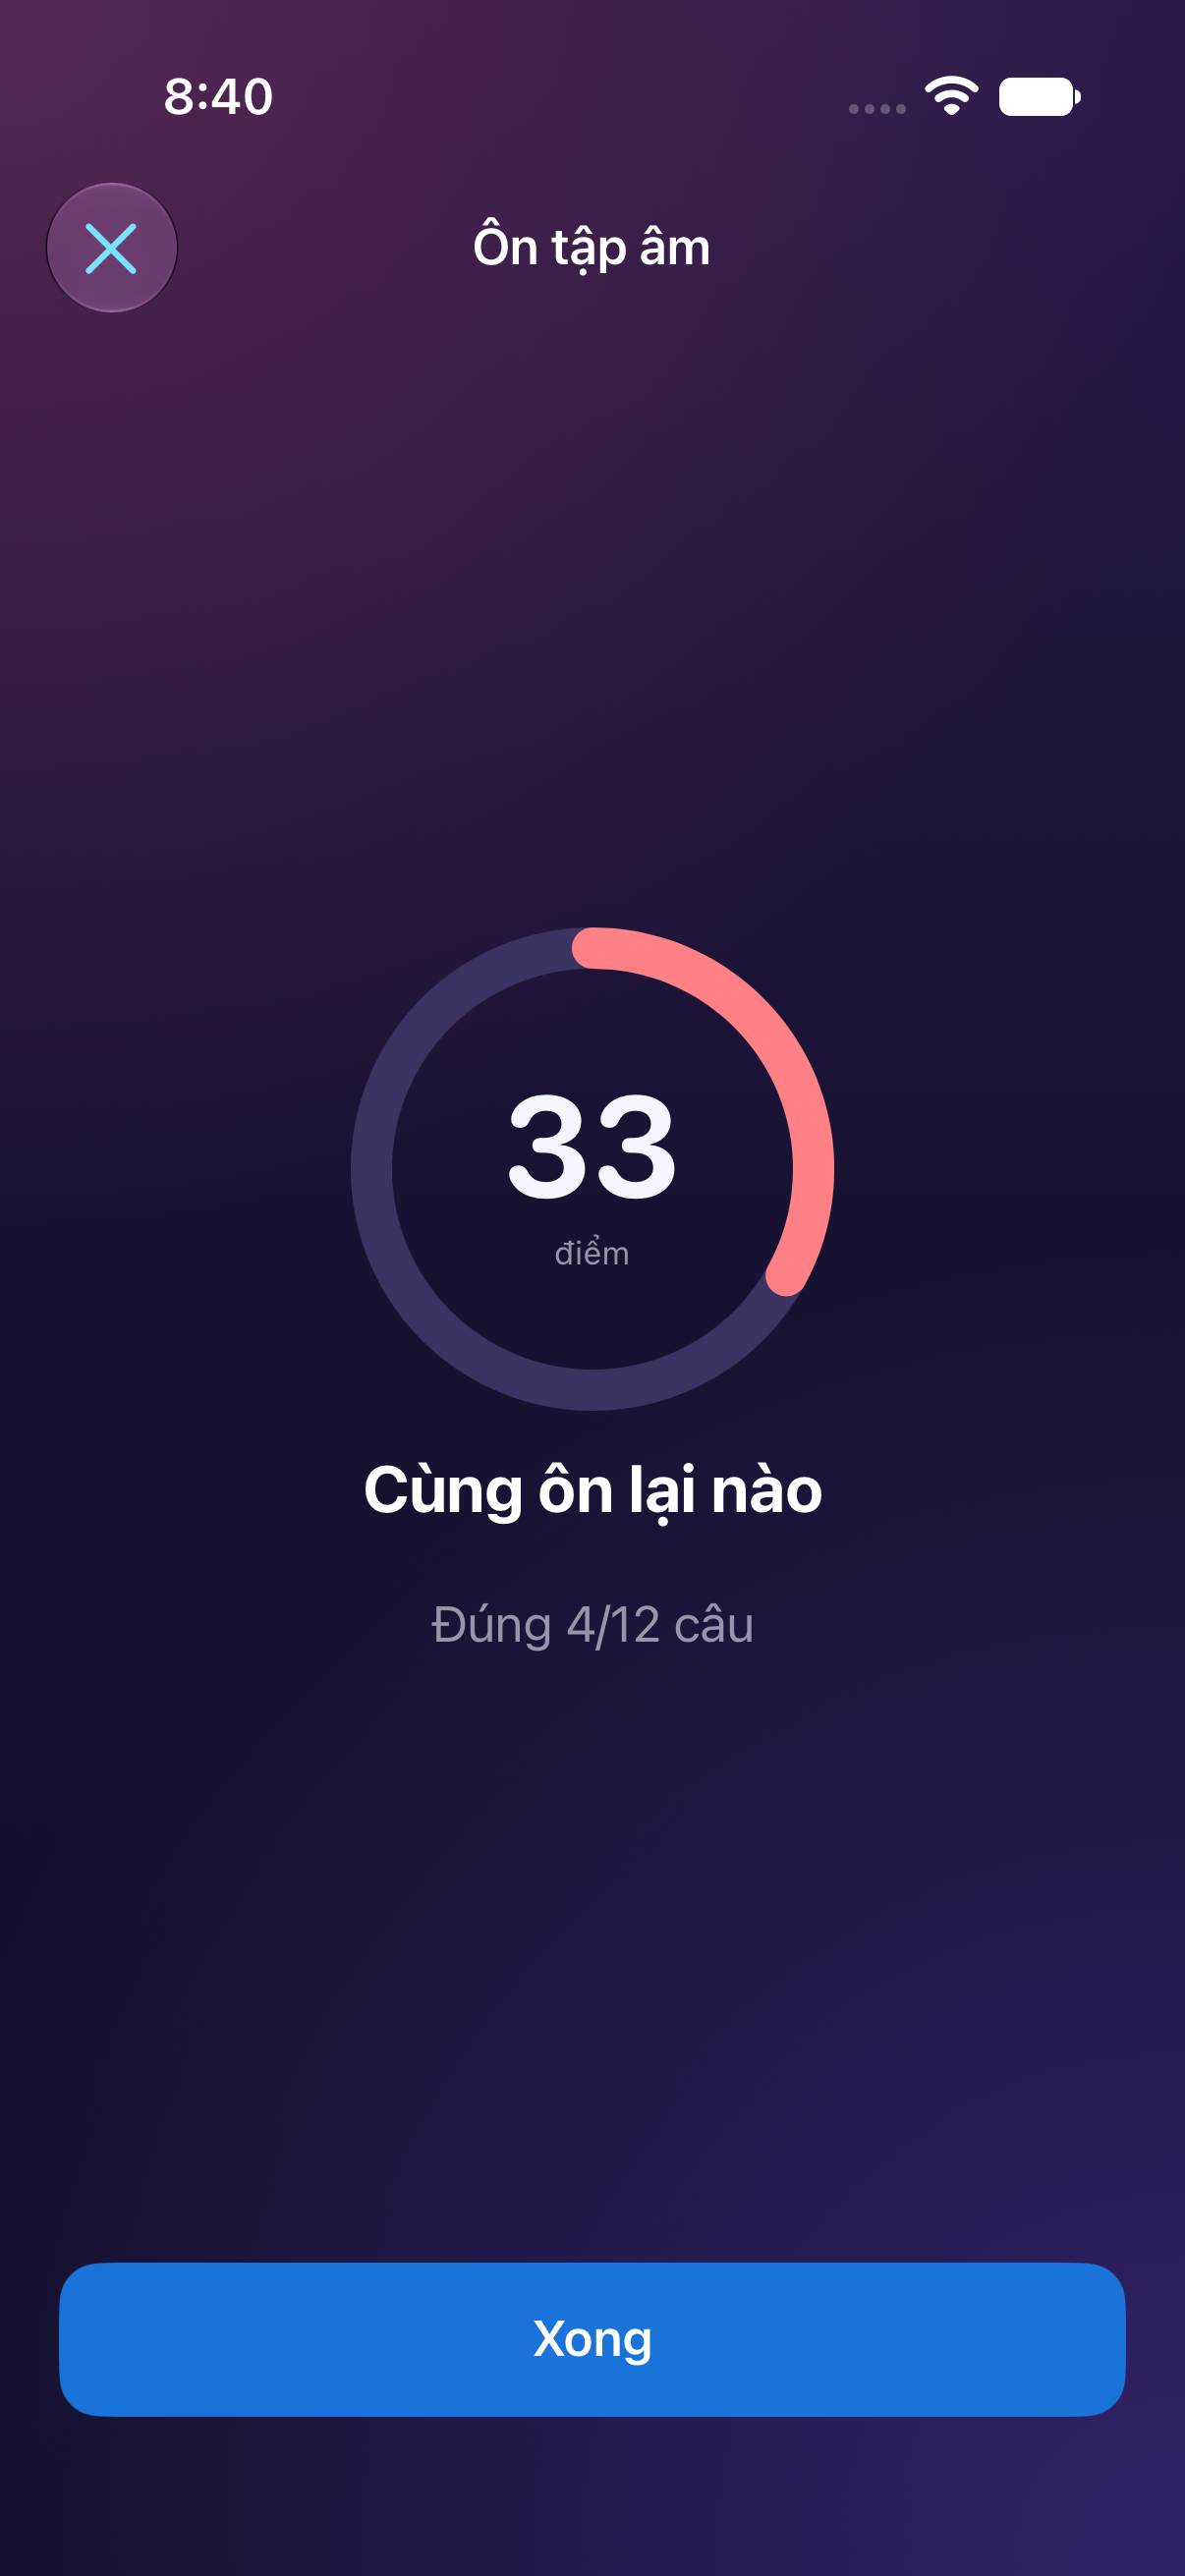 8:40
Ôn tập âm
33
điểm
Cùng ôn lại nào
Đúng 4/12 câu
Xong